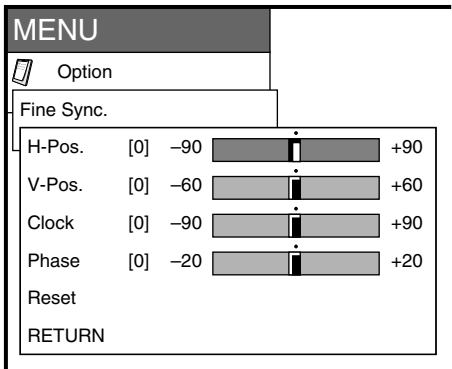 MENU
Option
Fine Sync.
H-Pos. [0] –90 +90
V-Pos. [0] –60 +60
Clock [0] –90 +90
Phase [0] –20 +20
Reset
RETURN